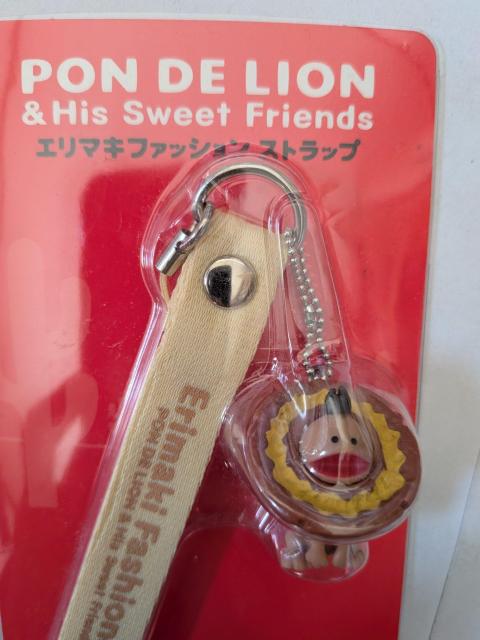 PON DE LION
& His Sweet Friends
エリマキファッション ストラップ
Erimaki Fashion
PON DE LION & His Sweet Friends